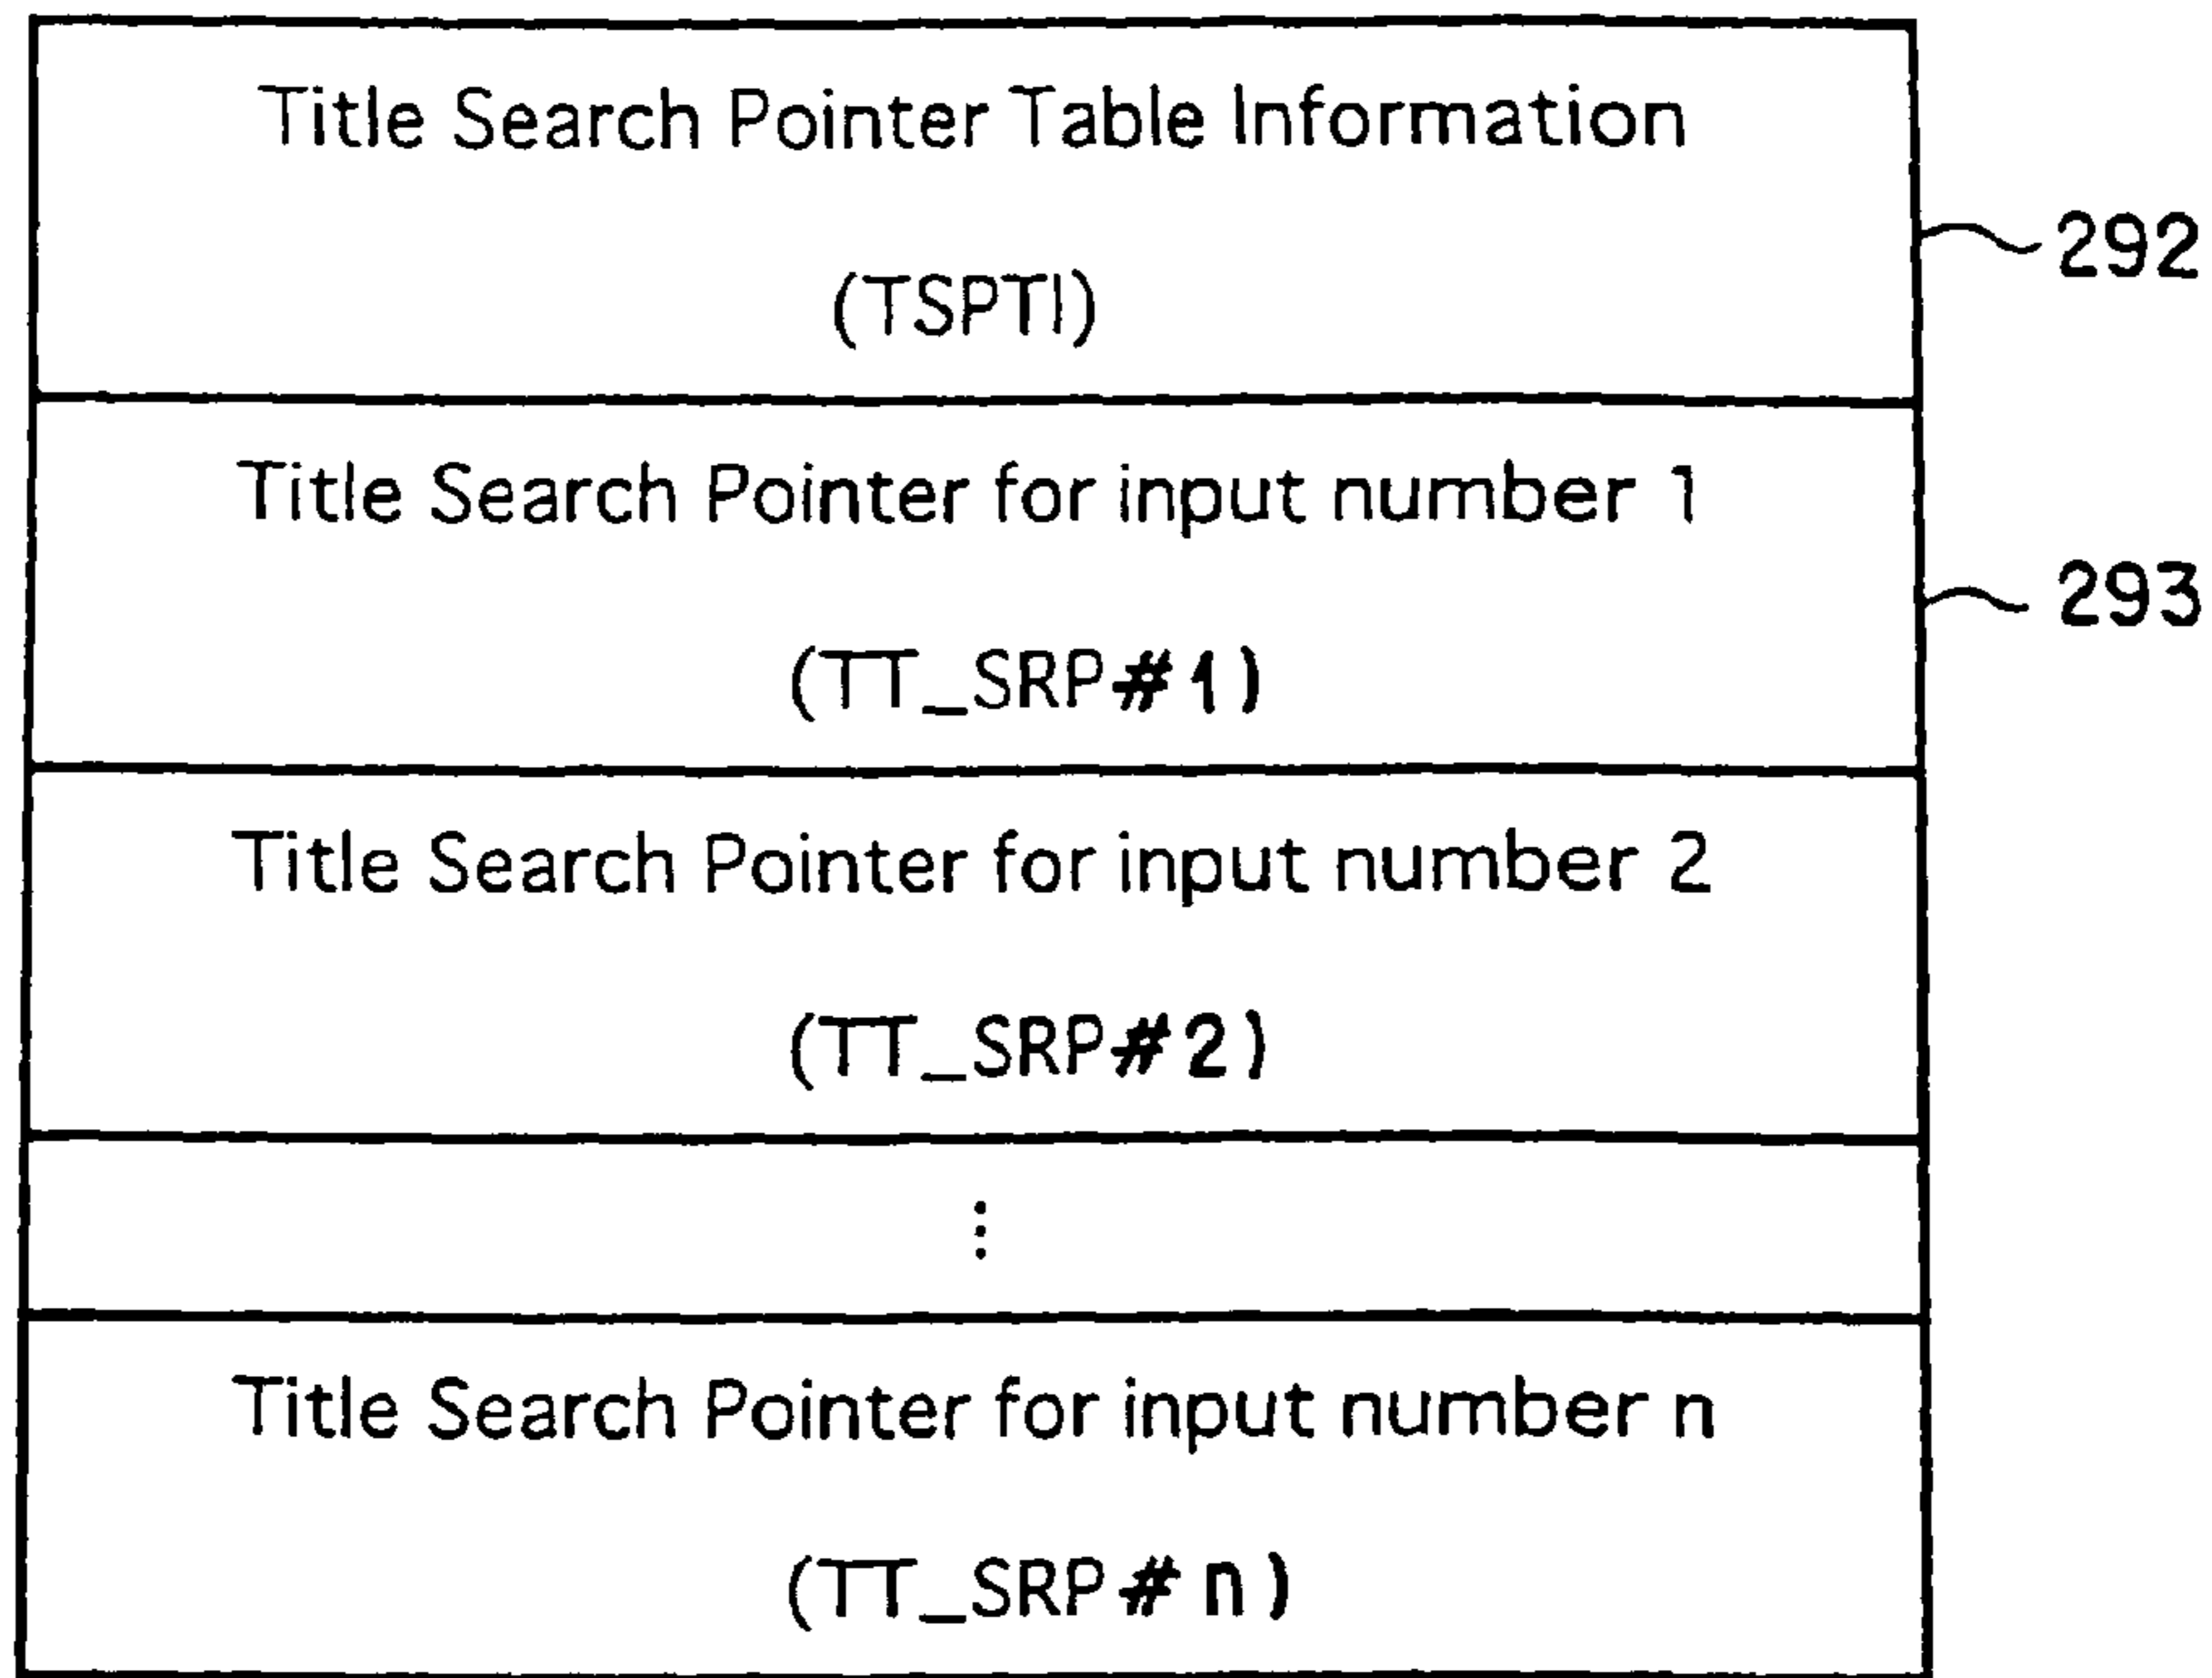 Title Search Pointer Table Information
(TSPTI)
292
Title Search Pointer for input number 1
293
(TT_SRP#1)
Title Search Pointer for input number 2
(TT_SRP#2)
⋮
Title Search Pointer for input number n
(TT_SRP#n)